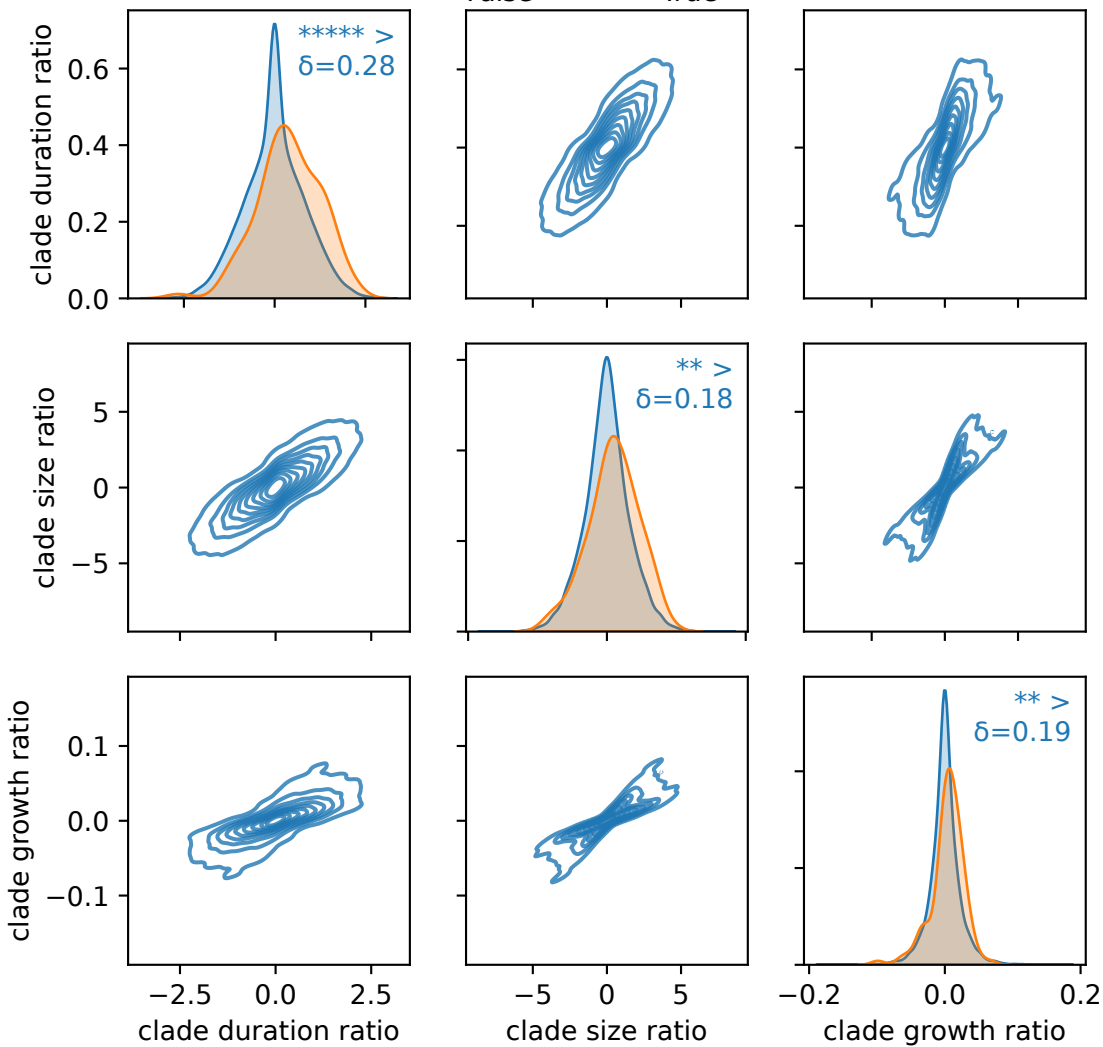 ***** >
δ=0.28
clade duration ratio
0.6
0.4
0.2
0.0
** >
δ=0.18
clade size ratio
5
0
−5
** >
δ=0.19
clade growth ratio
0.1
0.0
−0.1
−2.5 0.0 2.5
−5 0 5
−0.2 0.0 0.2
clade duration ratio
clade size ratio
clade growth ratio